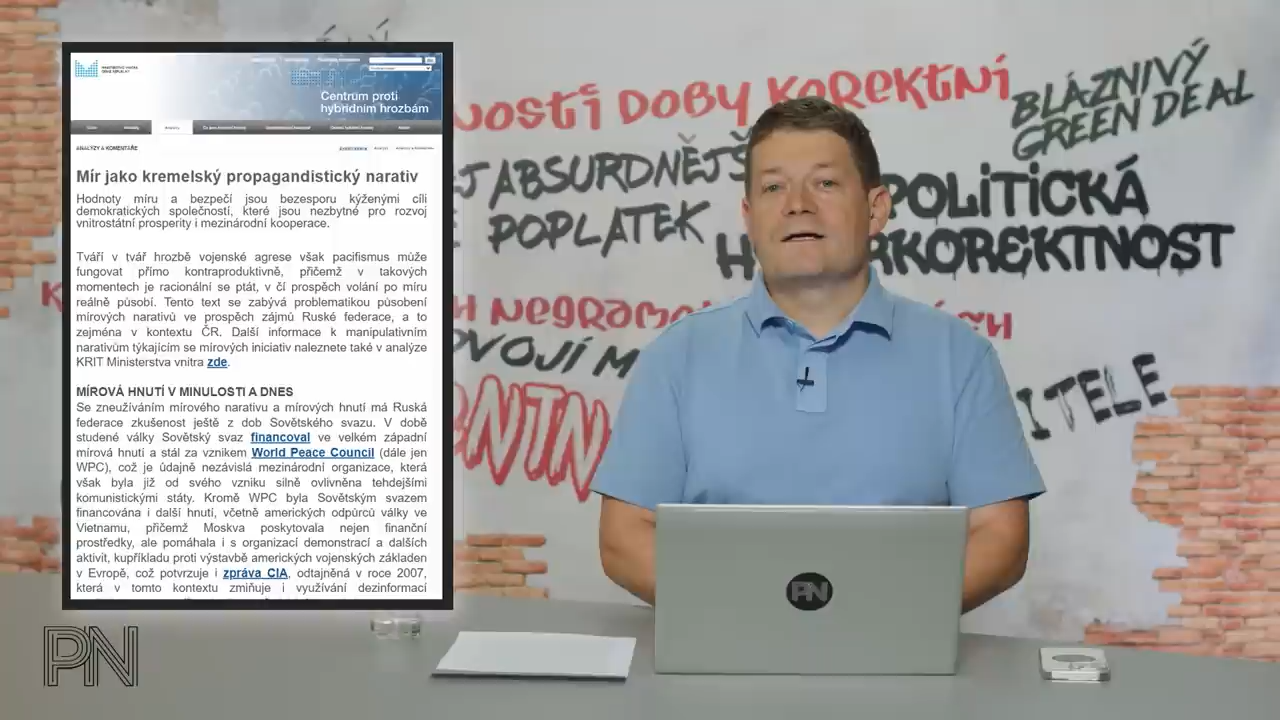 Centrum proti
hybridním hrozbám
ANALÝZY A KOMENTÁŘE
Mír jako kremelský propagandistický narativ
Hodnoty míru a bezpečí jsou bezesporu kýženými cíli
demokratických společností, které jsou nezbytné pro rozvoj
vnitrostátní prosperity i mezinárodní kooperace.
Tváří v tvář hrozbě vojenské agrese však pacifismus může
fungovat přímo kontraproduktivně, přičemž v takových
momentech je racionální se ptát, v čí prospěch volání po míru
reálně působí. Tento text se zabývá problematikou působení
mírových narativů ve prospěch zájmů Ruské federace, a to
zejména v kontextu ČR. Další informace k manipulativním
narativům týkajícím se mírových iniciativ naleznete také v analýze
KRIT Ministerstva vnitra zde.
MÍROVÁ HNUTÍ V MINULOSTI A DNES
Se zneužíváním mírového narativu a mírových hnutí má Ruská
federace zkušenost ještě z dob Sovětského svazu. V době
studené války Sovětský svaz financoval ve velkém západní
mírová hnutí a stál za vznikem World Peace Council (dále jen
WPC), což je údajně nezávislá mezinárodní organizace, která
však byla již od svého vzniku silně ovlivněna tehdejšími
komunistickými státy. Kromě WPC byla Sovětským svazem
financována i další hnutí, včetně amerických odpůrců války ve
Vietnamu, přičemž Moskva poskytovala nejen finanční
prostředky, ale pomáhala i s organizací demonstrací a dalších
aktivit, kupříkladu proti výstavbě amerických vojenských základen
v Evropě, což potvrzuje i zpráva CIA, odtajněná v roce 2007,
která v tomto kontextu zmiňuje i využívání dezinformací
NOSTÍ DOBY KOREKTNÍ
BLÁZNIVÝ
GREEN DEAL
EJ ABSURDNĚJŠ
POPLATEK
POLITICKÁ
H RKOREKTNOST
H NEGRAMO
VOJÍ M
ENTN
ITELE
PN
PN